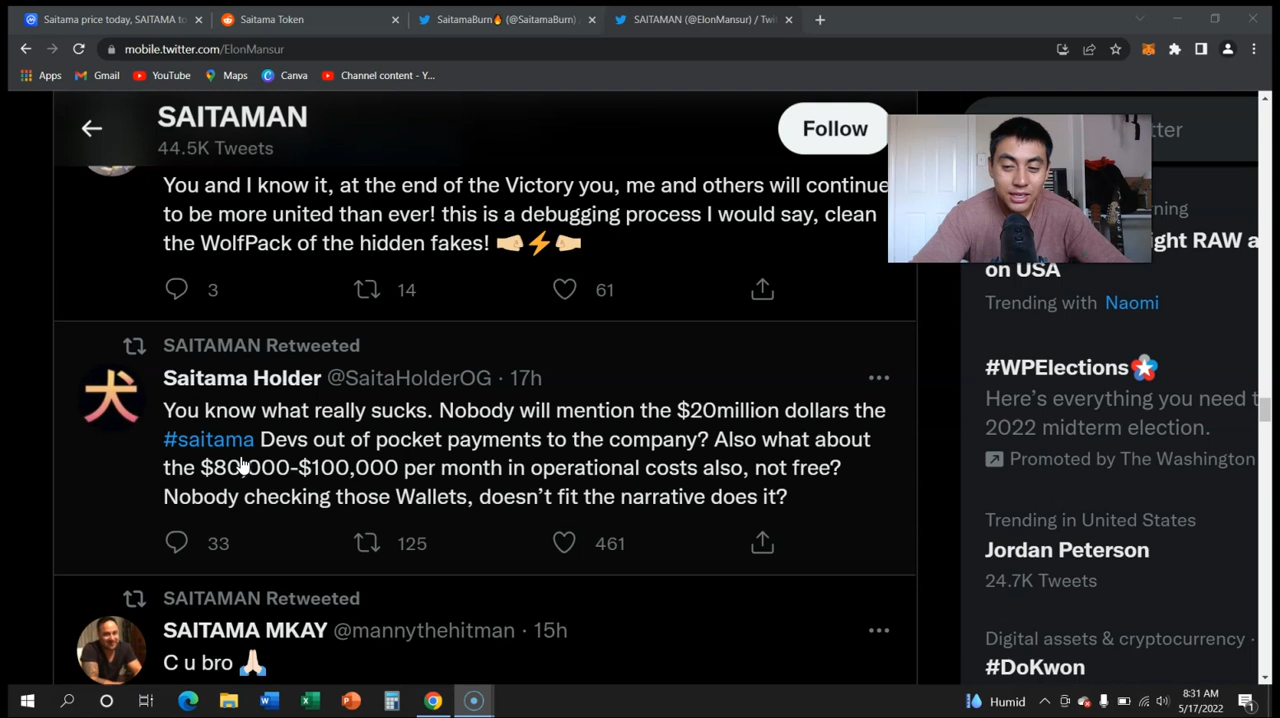 Saitama price today, SAITAMA to
Saitama Token
SaitamaBurn🔥 (@SaitamaBurn)
SAITAMAN (@ElonMansur) / Twi
mobile.twitter.com/ElonMansur
Apps
Gmail
YouTube
Maps
Canva
Channel content - Y...
SAITAMAN
44.5K Tweets
Follow
You and I know it, at the end of the Victory you, me and others will continue
to be more united than ever! this is a debugging process I would say, clean
the WolfPack of the hidden fakes! 🤜🏻⚡🤛🏻
3
14
61
SAITAMAN Retweeted
Saitama Holder @SaitaHolderOG · 17h
You know what really sucks. Nobody will mention the $20million dollars the
#saitama Devs out of pocket payments to the company? Also what about
the $80,000-$100,000 per month in operational costs also, not free?
Nobody checking those Wallets, doesn’t fit the narrative does it?
33
125
461
SAITAMAN Retweeted
SAITAMA MKAY @mannythehitman · 15h
C u bro 🙏🏻
tter
rning
ight RAW a
on USA
Trending with Naomi
#WPElections
Here’s everything you need t
2022 midterm election.
Promoted by The Washington
Trending in United States
Jordan Peterson
24.7K Tweets
Digital assets & cryptocurrency ·
#DoKwon
犬
Humid
8:31 AM
5/17/2022
1